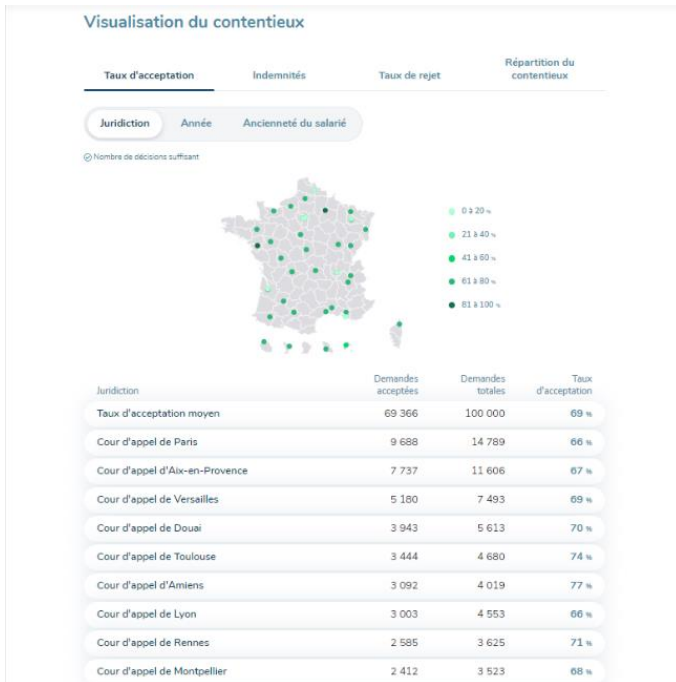 Visualisation du contentieux
Taux d'acceptation
Indemnités
Taux de rejet
Répartition du
contentieux
Juridiction
Année
Ancienneté du salarié
Nombre de décisions suffisant
0 à 20 %
21 à 40 %
41 à 60 %
61 à 80 %
81 à 100 %
Juridiction
Demandes
acceptées
Demandes
totales
Taux
d'acceptation
Taux d'acceptation moyen 69 366 100 000 69 %
Cour d'appel de Paris 9 688 14 789 66 %
Cour d'appel d'Aix-en-Provence 7 737 11 606 67 %
Cour d'appel de Versailles 5 180 7 493 69 %
Cour d'appel de Douai 3 943 5 613 70 %
Cour d'appel de Toulouse 3 444 4 680 74 %
Cour d'appel d'Amiens 3 092 4 019 77 %
Cour d'appel de Lyon 3 003 4 553 66 %
Cour d'appel de Rennes 2 585 3 625 71 %
Cour d'appel de Montpellier 2 412 3 523 68 %